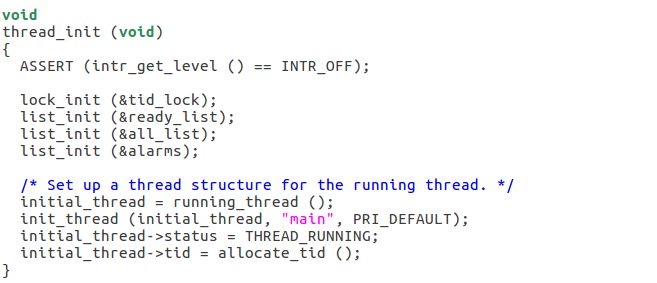 void
thread_init (void)
{
  ASSERT (intr_get_level () == INTR_OFF);

  lock_init (&tid_lock);
  list_init (&ready_list);
  list_init (&all_list);
  list_init (&alarms);

  /* Set up a thread structure for the running thread. */
  initial_thread = running_thread ();
  init_thread (initial_thread, "main", PRI_DEFAULT);
  initial_thread->status = THREAD_RUNNING;
  initial_thread->tid = allocate_tid ();
}